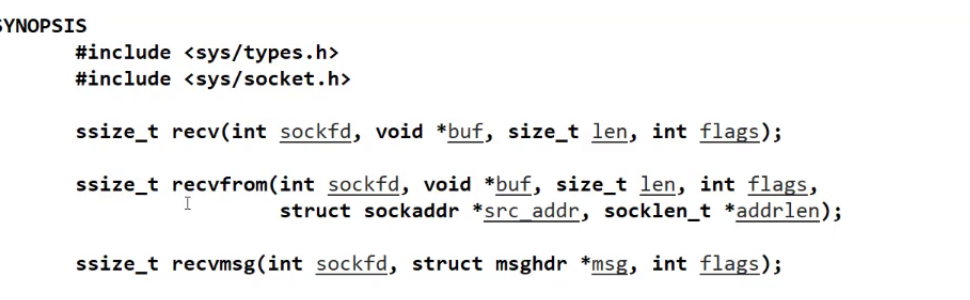 SYNOPSIS
#include <sys/types.h>
#include <sys/socket.h>
ssize_t recv(int sockfd, void *buf, size_t len, int flags);
ssize_t recvfrom(int sockfd, void *buf, size_t len, int flags,
struct sockaddr *src_addr, socklen_t *addrlen);
ssize_t recvmsg(int sockfd, struct msghdr *msg, int flags);